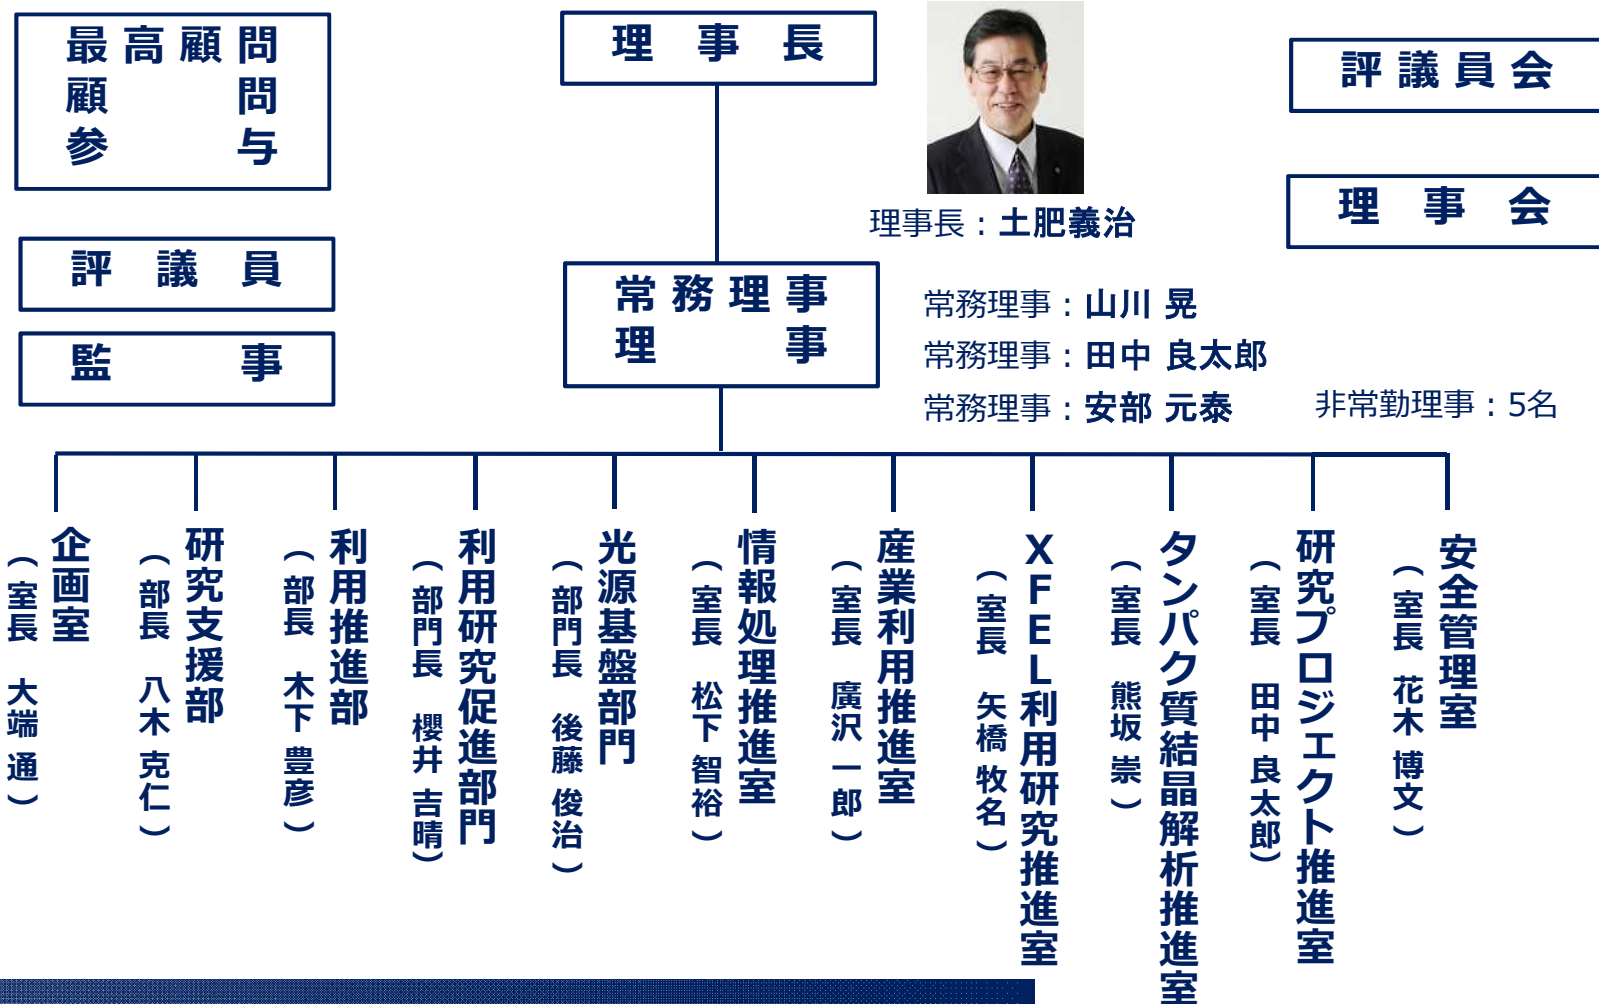 最高顧問
顧問
参与
評議員
監事
理事長
理事長：土肥義治
評議員会
理事会
常務理事
理事
常務理事：山川 晃
常務理事：田中 良太郎
常務理事：安部 元泰
非常勤理事：5名
企画室
（室長 大端 通）
研究支援部
（部長 八木 克仁）
利用推進部
（部長 木下 豊彦）
利用研究促進部門
（部門長 櫻井 吉晴）
光源基盤部門
（部門長 後藤 俊治）
情報処理推進室
（室長 松下 智裕）
産業利用推進室
（室長 廣沢 一郎）
XFEL利用研究推進室
（室長 矢橋 牧名）
タンパク質結晶解析推進室
（室長 熊坂 崇）
研究プロジェクト推進室
（室長 田中 良太郎）
安全管理室
（室長 花木 博文）